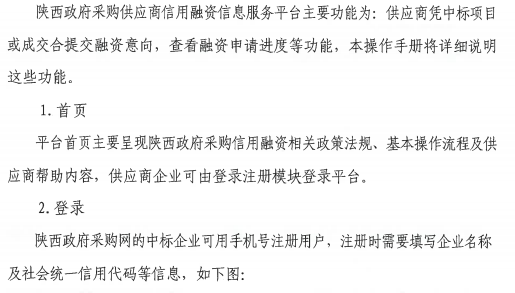 陕西政府采购供应商信用融资信息服务平台主要功能为：供应商凭中标项目
或成交合提交融资意向，查看融资申请进度等功能，本操作手册将详细说明
这些功能。
1. 首页
平台首页主要呈现陕西政府采购信用融资相关政策法规、基本操作流程及供
应商帮助内容，供应商企业可由登录注册模块登录平台。
2. 登录
陕西政府采购网的中标企业可用手机号注册用户，注册时需要填写企业名称
及社会统一信用代码等信息，如下图：